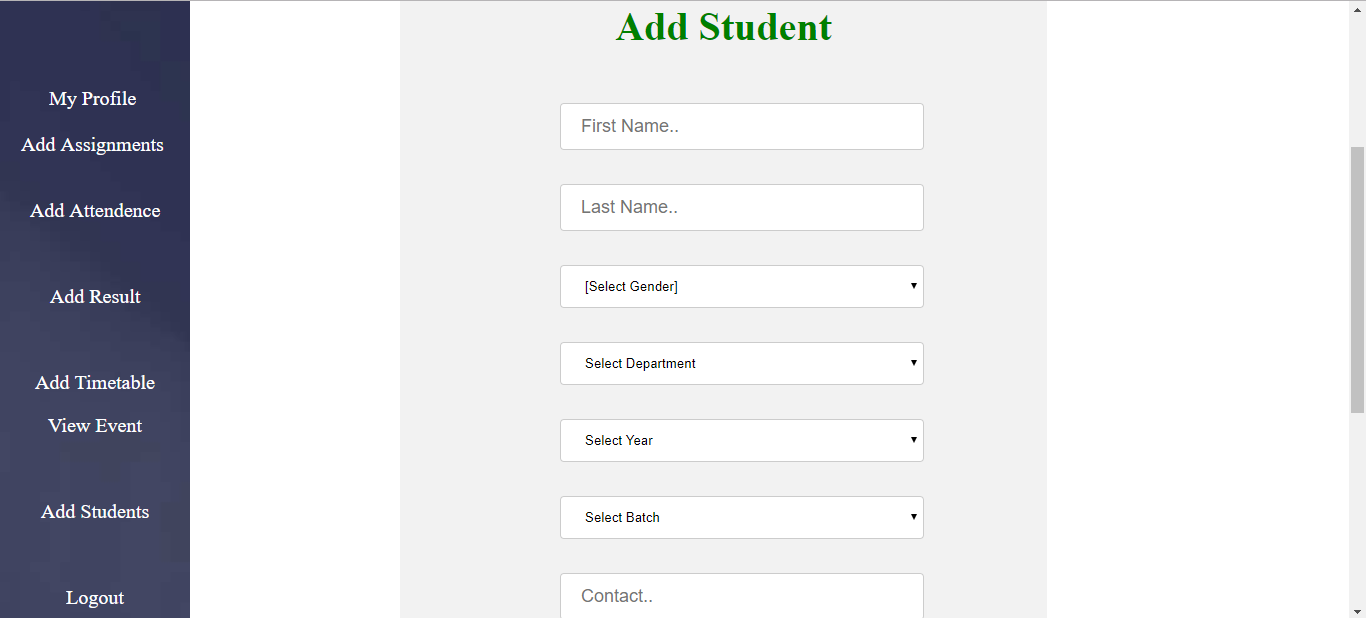 My Profile
Add Assignments
Add Attendence
Add Result
Add Timetable
View Event
Add Students
Logout
Add Student
First Name..
Last Name..
[Select Gender]
Select Department
Select Year
Select Batch
Contact..